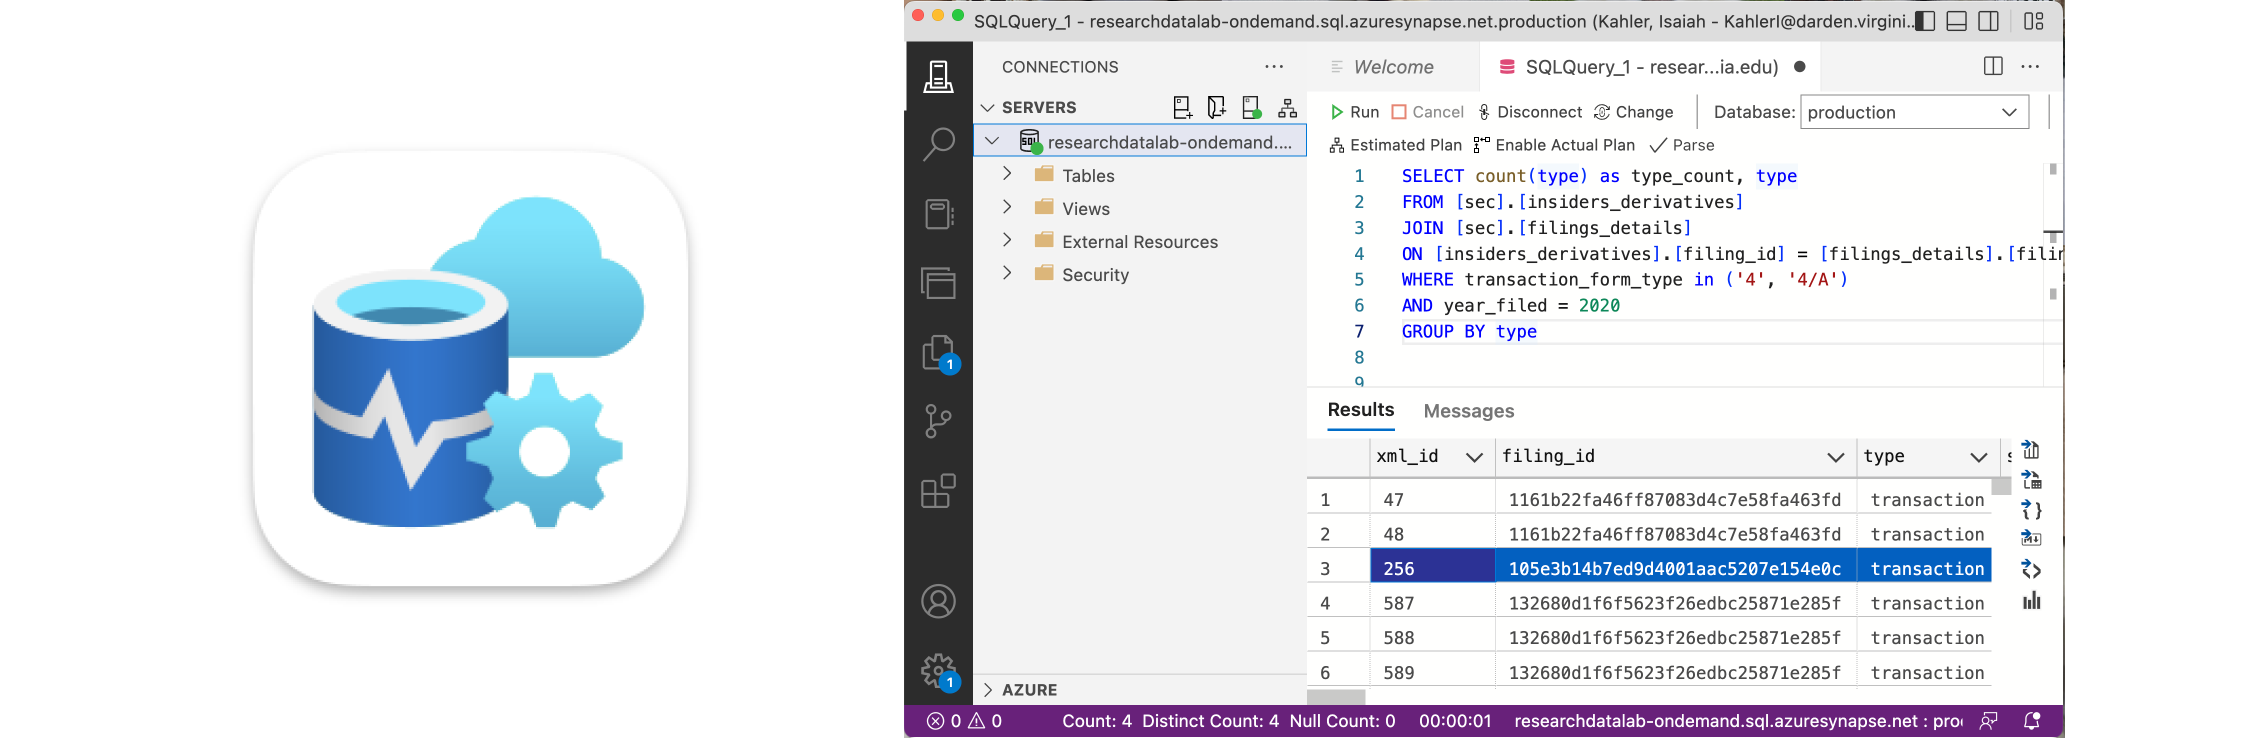 SQLQuery_1 - researchdatalab-ondemand.sql.azuresynapse.net.production (Kahler, Isaiah - KahlerI@darden.virgini...
CONNECTIONS
SERVERS
researchdatalab-ondemand....
Tables
Views
External Resources
Security
AZURE
Welcome
SQLQuery_1 - resear...ia.edu)
Run Cancel Disconnect Change Database: production
Estimated Plan Enable Actual Plan Parse
1 SELECT count(type) as type_count, type
2 FROM [sec].[insiders_derivatives]
3 JOIN [sec].[filings_details]
4 ON [insiders_derivatives].[filing_id] = [filings_details].[filin
5 WHERE transaction_form_type in ('4', '4/A')
6 AND year_filed = 2020
7 GROUP BY type
8
9
Results Messages
xml_id filing_id type s
1 47 1161b22fa46ff87083d4c7e58fa463fd transaction
2 48 1161b22fa46ff87083d4c7e58fa463fd transaction
3 256 105e3b14b7ed9d4001aac5207e154e0c transaction
4 587 132680d1f6f5623f26edbc25871e285f transaction
5 588 132680d1f6f5623f26edbc25871e285f transaction
6 589 132680d1f6f5623f26edbc25871e285f transaction
1
1
0 0 Count: 4 Distinct Count: 4 Null Count: 0 00:00:01 researchdatalab-ondemand.sql.azuresynapse.net : pro